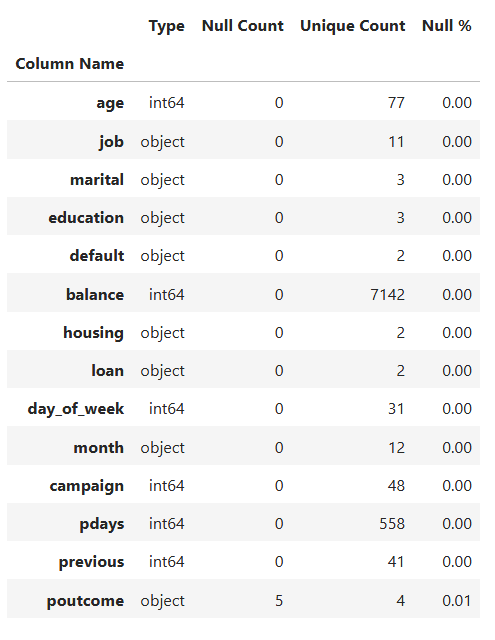 Type Null Count Unique Count Null %
Column Name
age int64 0 77 0.00
job object 0 11 0.00
marital object 0 3 0.00
education object 0 3 0.00
default object 0 2 0.00
balance int64 0 7142 0.00
housing object 0 2 0.00
loan object 0 2 0.00
day_of_week int64 0 31 0.00
month object 0 12 0.00
campaign int64 0 48 0.00
pdays int64 0 558 0.00
previous int64 0 41 0.00
poutcome object 5 4 0.01